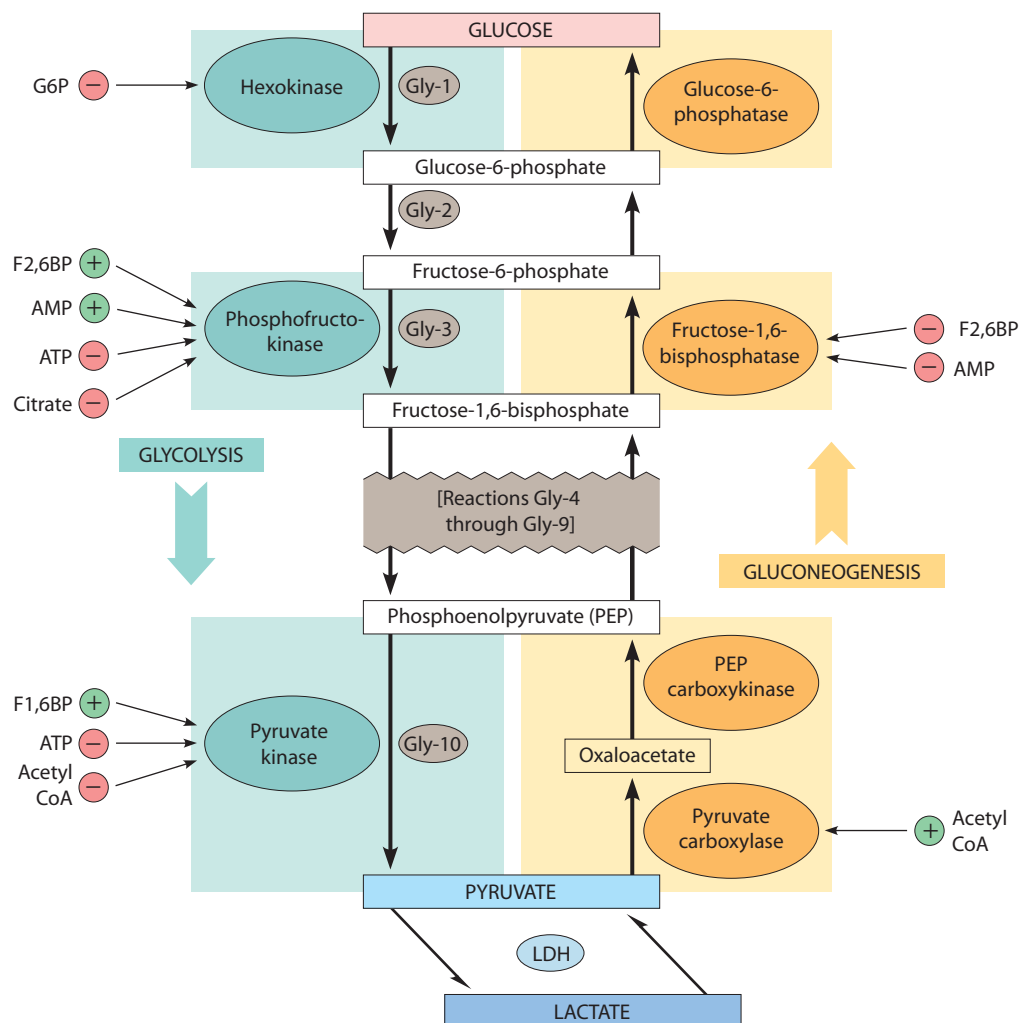 GLUCOSE
G6P
−
Hexokinase
Gly-1
Glucose-6-
phosphatase
Glucose-6-phosphate
Gly-2
F2,6BP
+
AMP
+
ATP
−
Citrate
−
Fructose-6-phosphate
Phosphofructo-
kinase
Gly-3
Fructose-1,6-
bisphosphatase
−
F2,6BP
−
AMP
Fructose-1,6-bisphosphate
GLYCOLYSIS
[Reactions Gly-4
through Gly-9]
GLUCONEOGENESIS
Phosphoenolpyruvate (PEP)
PEP
carboxykinase
F1,6BP
+
ATP
−
Acetyl
CoA
−
Pyruvate
kinase
Gly-10
Oxaloacetate
Pyruvate
carboxylase
+
Acetyl
CoA
PYRUVATE
LDH
LACTATE